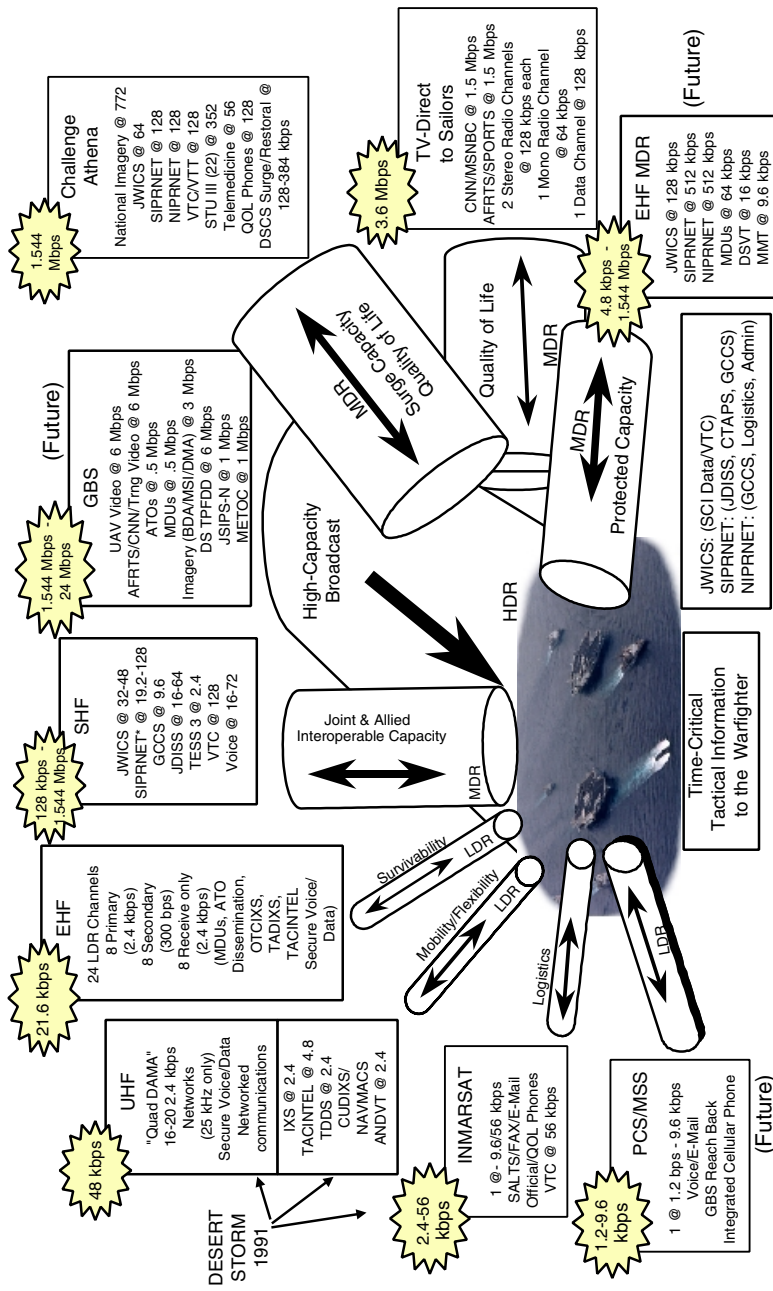 48 kbps
UHF
"Quad DAMA"
16-20 2.4 kbps
Networks
(25 kHz only)
Secure Voice/Data
Networked
communications
IXS @ 2.4
TACINTEL @ 4.8
TDDS @ 2.4
CUDIXS/
NAVMACS
ANDVT @ 2.4
DESERT
STORM
1991
21.6 kbps
EHF
24 LDR Channels
8 Primary
(2.4 kbps)
8 Secondary
(300 bps)
8 Receive only
(2.4 kbps)
(MDUs, ATO
Dissemination,
OTCIXS,
TADIXS,
TACINTEL
Secure Voice/
Data)
128 kbps -
1.544 Mbps
SHF
JWICS @ 32-48
SIPRNET* @ 19.2-128
GCCS @ 9.6
JDISS @ 16-64
TESS 3 @ 2.4
VTC @ 128
Voice @ 16-72
1.544 Mbps -
24 Mbps
(Future)
GBS
UAV Video @ 6 Mbps
AFRTS/CNN/Trng Video @ 6 Mbps
ATOs @ .5 Mbps
MDUs @ .5 Mbps
Imagery (BDA/MSI/DMA) @ 3 Mbps
DS TPFDD @ 6 Mbps
JSIPS-N @ 1 Mbps
METOC @ 1 Mbps
1.544
Mbps
Challenge
Athena
National Imagery @ 772
JWICS @ 64
SIPRNET @ 128
NIPRNET @ 128
VTC/VTT @ 128
STU III (22) @ 352
Telemedicine @ 56
QOL Phones @ 128
DSCS Surge/Restoral @
128-384 kbps
Survivability
LDR
Mobility/Flexibility
LDR
Logistics
LDR
Joint & Allied
Interoperable Capacity
MDR
High-Capacity
Broadcast
HDR
MDR
Surge Capacity
Quality of Life
Quality of Life
MDR
MDR
Protected Capacity
3.6 Mbps
TV-Direct
to Sailors
CNN/MSNBC @ 1.5 Mbps
AFRTS/SPORTS @ 1.5 Mbps
2 Stereo Radio Channels
@ 128 kbps each
1 Mono Radio Channel
@ 64 kbps
1 Data Channel @ 128 kbps
2.4-56
kbps
INMARSAT
1 @- 9.6/56 kbps
SALTS/FAX/E-Mail
Official/QOL Phones
VTC @ 56 kbps
1.2-9.6
kbps
PCS/MSS
1 @ 1.2 bps - 9.6 kbps
Voice/E-Mail
GBS Reach Back
Integrated Cellular Phone
(Future)
Time-Critical
Tactical Information
to the Warfighter
JWICS: (SCI Data/VTC)
SIPRNET: (JDISS, CTAPS, GCCS)
NIPRNET: (GCCS, Logistics, Admin)
4.8 kbps -
1.544 Mbps
EHF MDR
JWICS @ 128 kbps
SIPRNET @ 512 kbps
NIPRNET @ 512 kbps
MDUs @ 64 kbps
DSVT @ 16 kbps
MMT @ 9.6 kbps
(Future)